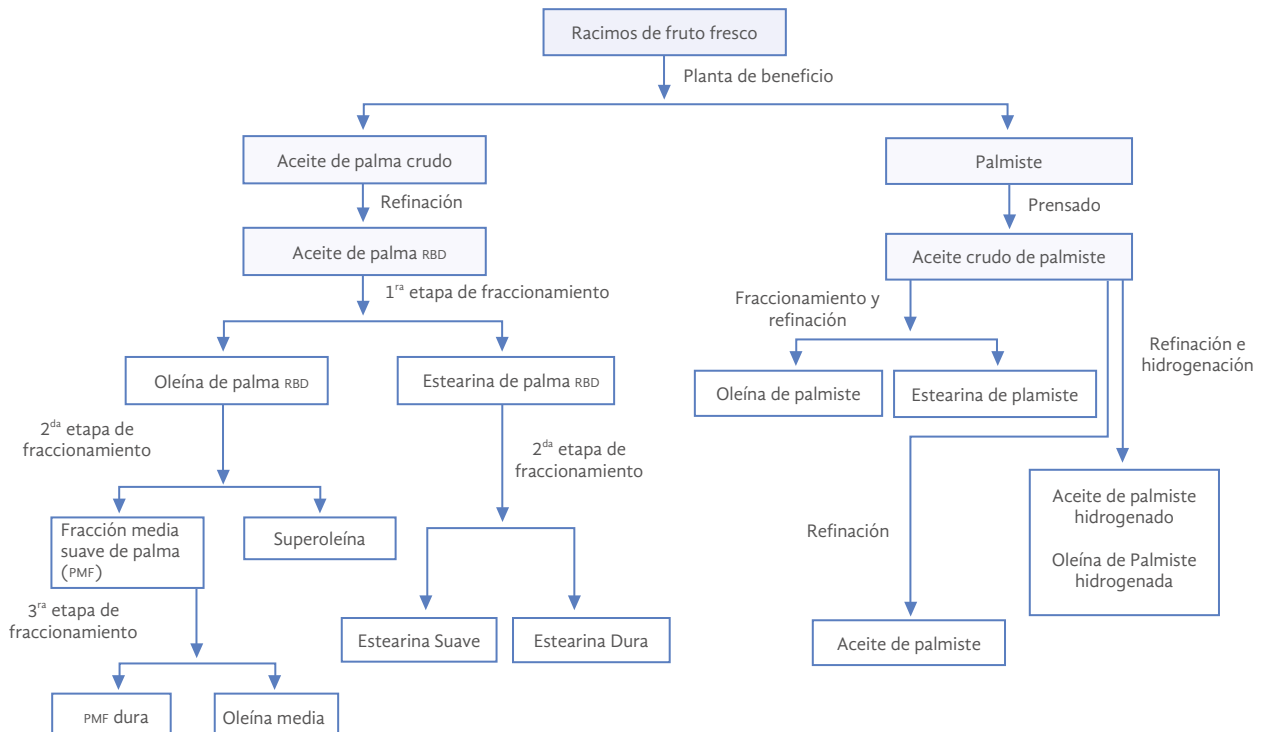 Racimos de fruto fresco
Planta de beneficio
Aceite de palma crudo
Palmiste
Refinación
Prensado
Aceite de palma RBD
Aceite crudo de palmiste
1ra etapa de fraccionamiento
Fraccionamiento y
refinación
Refinación e
hidrogenación
Oleína de palma RBD
Estearina de palma RBD
Oleína de palmiste
Estearina de plamiste
2da etapa de
fraccionamiento
2da etapa de
fraccionamiento
Fracción media
suave de palma
(PMF)
Superoleína
Refinación
Aceite de palmiste
hidrogenado
Oleína de Palmiste
hidrogenada
3ra etapa de
fraccionamiento
Estearina Suave
Estearina Dura
Aceite de palmiste
PMF dura
Oleína media